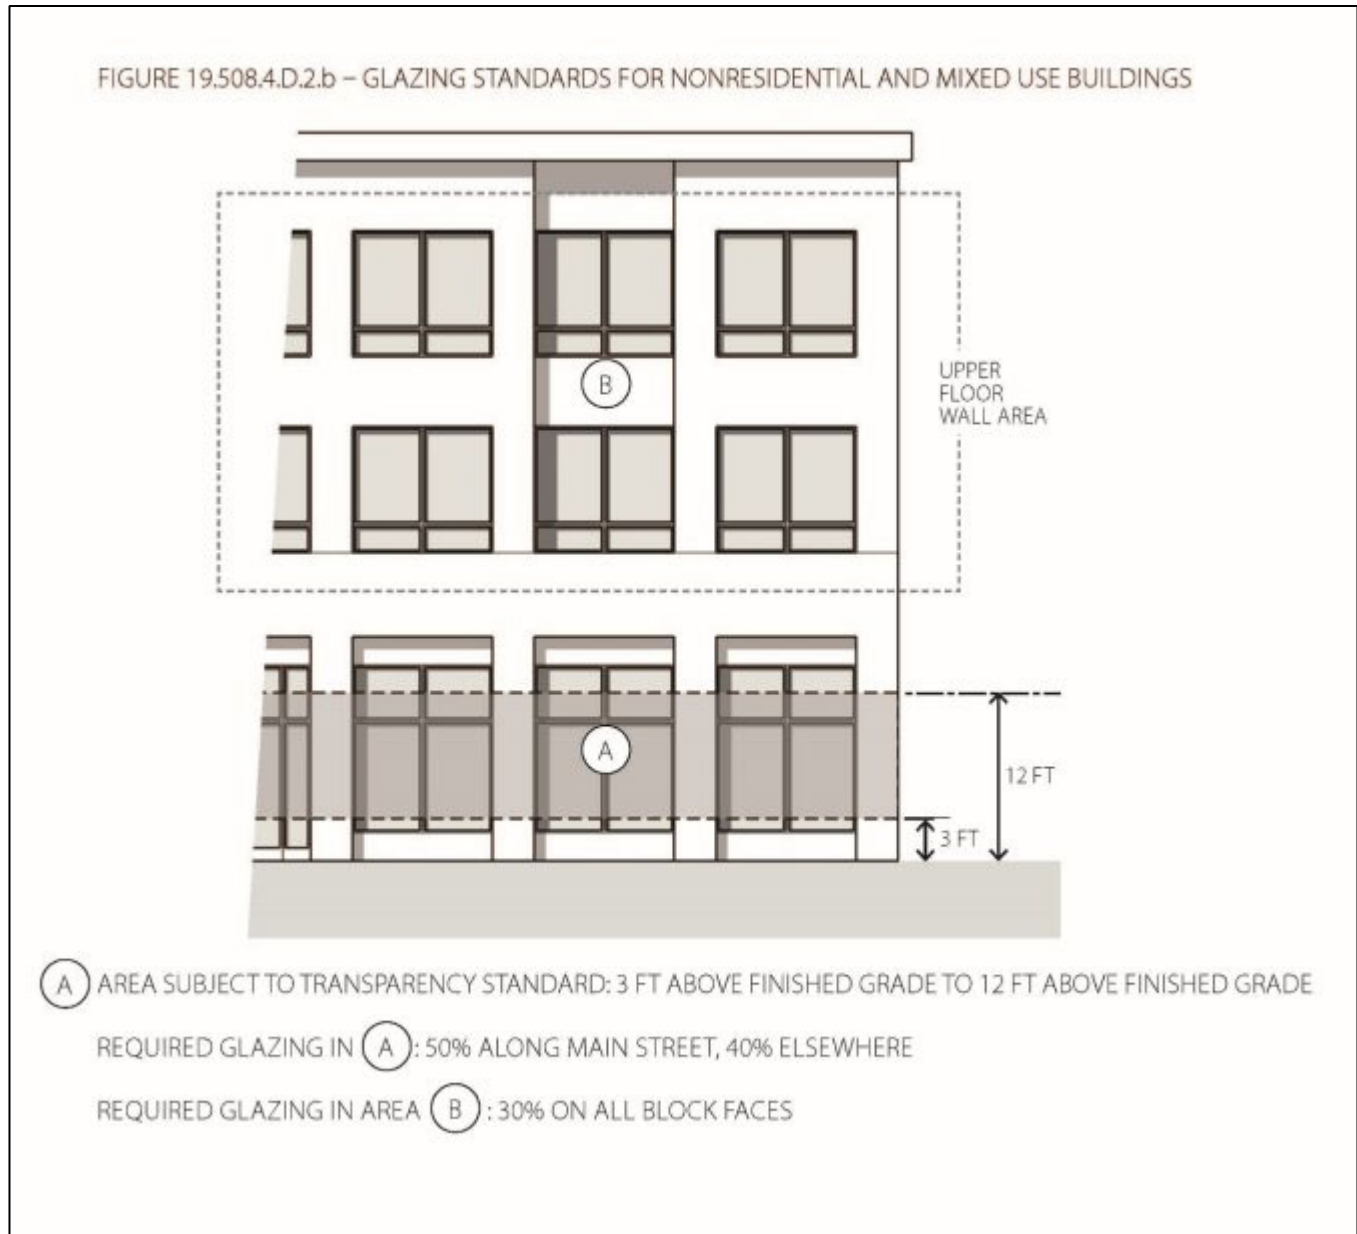 FIGURE 19.508.4.D.2.b – GLAZING STANDARDS FOR NONRESIDENTIAL AND MIXED USE BUILDINGS
B
UPPER
FLOOR
WALL AREA
A
12 FT
3 FT
A AREA SUBJECT TO TRANSPARENCY STANDARD: 3 FT ABOVE FINISHED GRADE TO 12 FT ABOVE FINISHED GRADE
REQUIRED GLAZING IN A : 50% ALONG MAIN STREET, 40% ELSEWHERE
REQUIRED GLAZING IN AREA B : 30% ON ALL BLOCK FACES